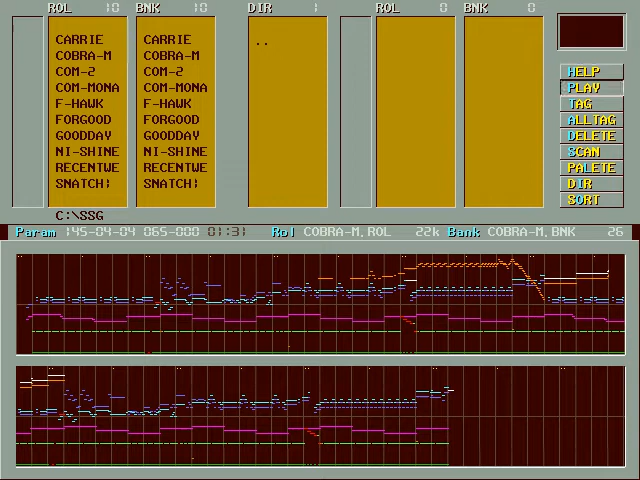 ROL 10 BNK 10 DIR 1 ROL 0 BNK 0
CARRIE CARRIE ..
COBRA-M COBRA-M
COM-2 COM-2
COM-MONA COM-MONA
F-HAWK F-HAWK
FORGOOD FORGOOD
GOODDAY GOODDAY
NI-SHINE NI-SHINE
RECENTWE RECENTWE
SNATCH; SNATCH;
HELP
PLAY
TAG
ALLTAG
DELETE
SCAN
PALETE
DIR
SORT
C:\SSG
Param 145-04-04 065-000 01:31 Rol COBRA-M.ROL 22k Bank COBRA-M.BNK 26